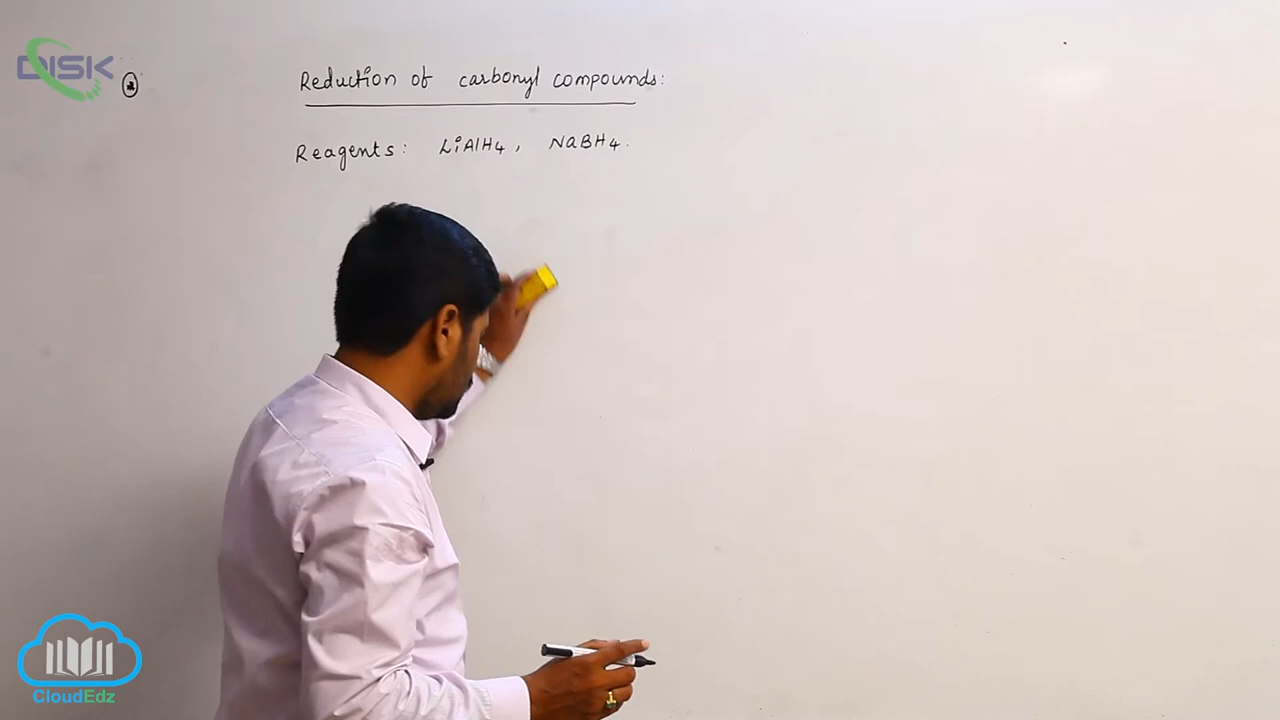 DISK
Reduction of carbonyl compounds:
Reagents: LiAlH4, NaBH4.
CloudEdz